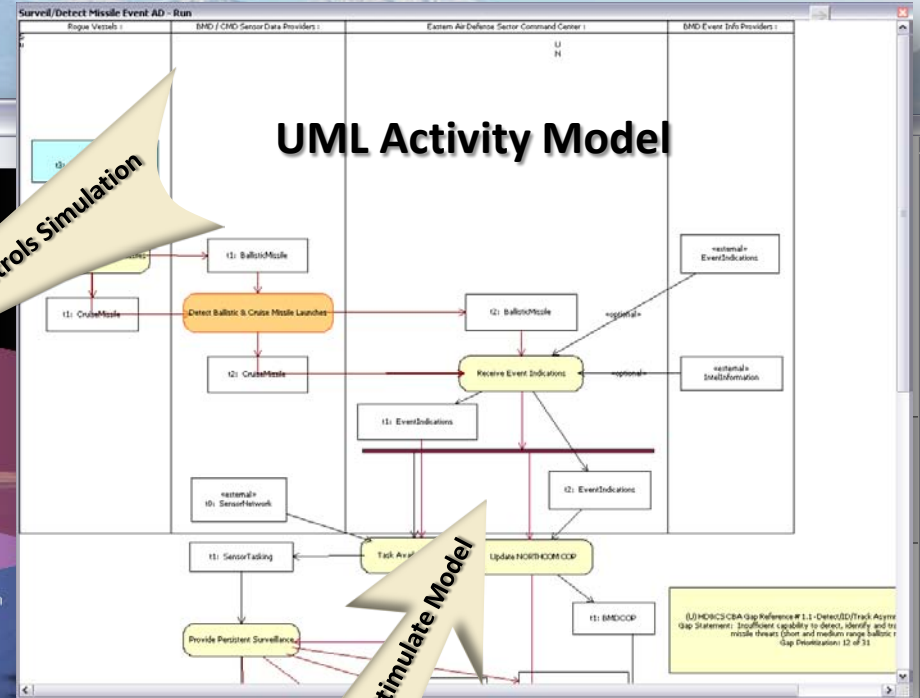 Surveil/Detect Missile Event AD - Run
Rogue Vessels :
BMD / CMD Sensor Data Providers :
Eastern Air Defense Sector Command Center :
BMD Event Info Providers :
U
N
UML Activity Model
t3:
trols Simulation
t1: BallisticMissile
«external»
EventIndications
t1: CruiseMissile
Detect Ballistic & Cruise Missile Launches
t2: BallisticMissile
«optional»
t2: CruiseMissile
Receive Event Indications
«optional»
«external»
IntelInformation
t1: EventIndications
«external»
t0: SensorNetwork
t2: EventIndications
t1: SensorTasking
Task Avail
Update NORTHCOM COP
timulate Model
t1: BMDCOP
(U) HD&CS CBA Gap Reference # 1.1-Detect/ID/Track Asymm
Gap Statement: Insufficient capability to detect, identify and tra
missile threats (short and medium range ballistic m
Gap Prioritization: 12 of 31
Provide Persistent Surveillance